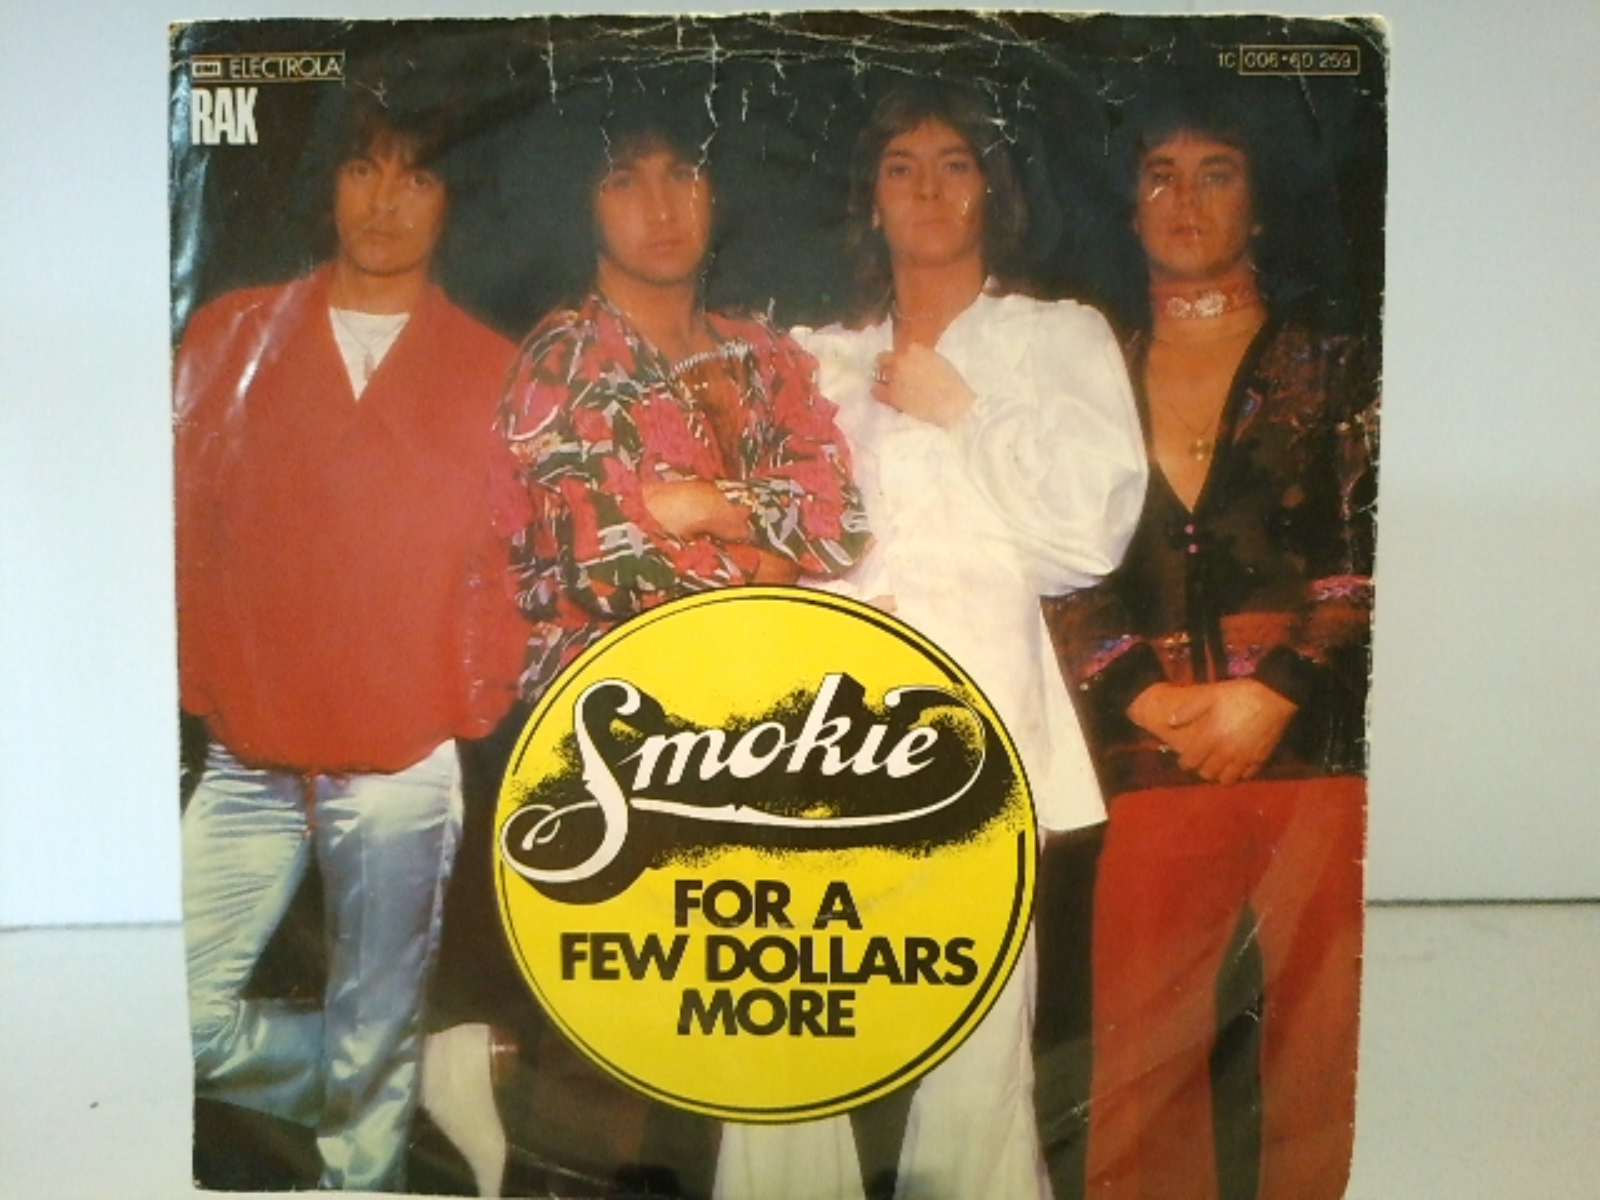 EMI ELECTROLA
1C 006-60 259
RAK
Smokie
FOR A
FEW DOLLARS
MORE